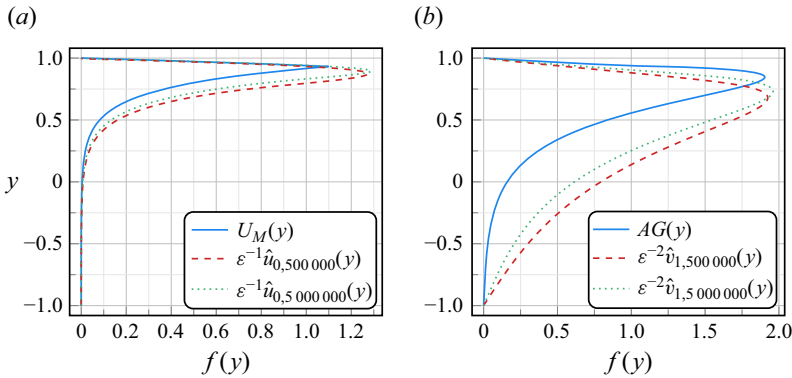 (a)
1.0
0.5
y
0
−0.5
−1.0
U_M(y)
ε^{-1}û_{0,500 000}(y)
ε^{-1}û_{0,5 000 000}(y)
0 0.2 0.4 0.6 0.8 1.0 1.2
f(y)
(b)
1.0
0.5
0
−0.5
−1.0
AG(y)
ε^{-2}v̂_{1,500 000}(y)
ε^{-2}v̂_{1,5 000 000}(y)
0 0.5 1.0 1.5 2.0
f(y)